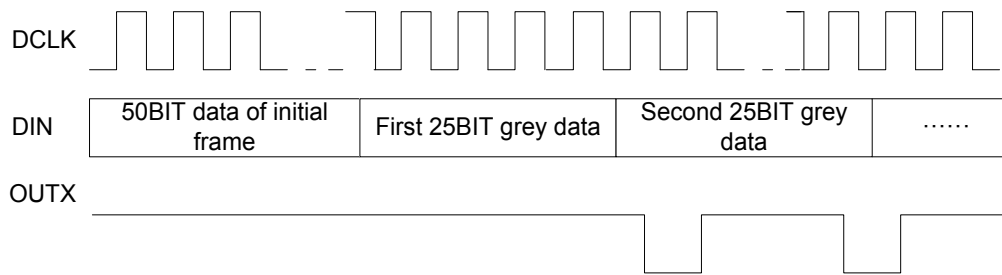 DCLK
DIN
50BIT data of initial
frame
First 25BIT grey data
Second 25BIT grey
data
......
OUTX